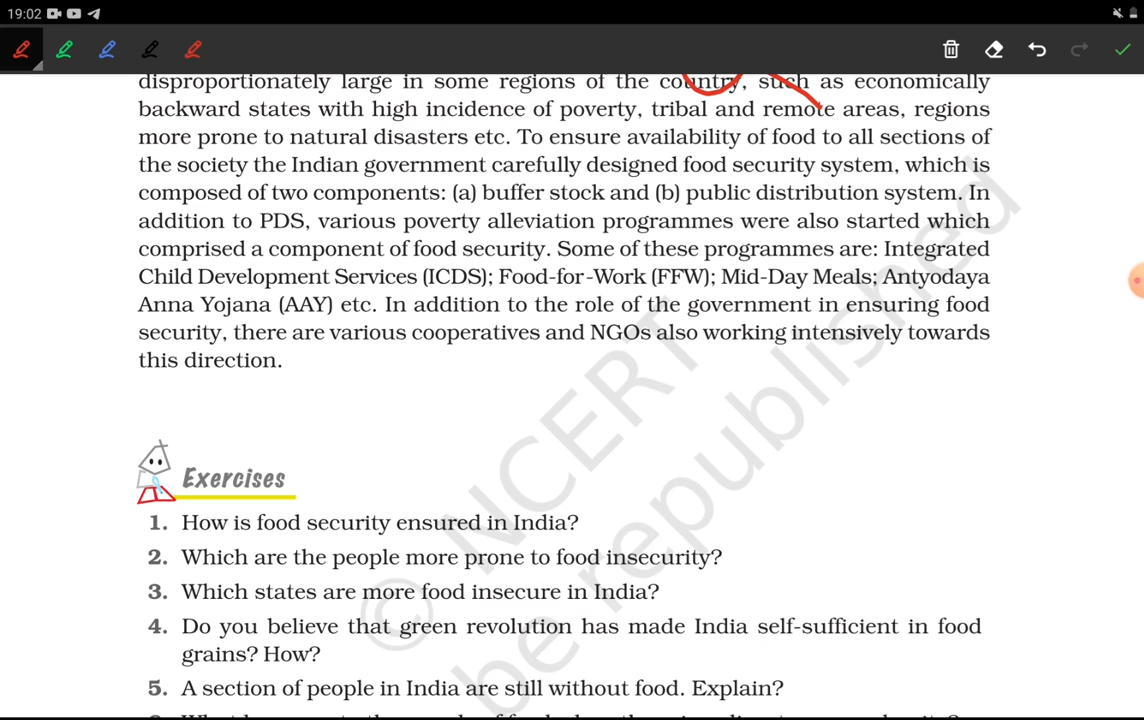 19:02
disproportionately large in some regions of the country, such as economically
backward states with high incidence of poverty, tribal and remote areas, regions
more prone to natural disasters etc. To ensure availability of food to all sections of
the society the Indian government carefully designed food security system, which is
composed of two components: (a) buffer stock and (b) public distribution system. In
addition to PDS, various poverty alleviation programmes were also started which
comprised a component of food security. Some of these programmes are: Integrated
Child Development Services (ICDS); Food-for-Work (FFW); Mid-Day Meals; Antyodaya
Anna Yojana (AAY) etc. In addition to the role of the government in ensuring food
security, there are various cooperatives and NGOs also working intensively towards
this direction.
Exercises
1. How is food security ensured in India?
2. Which are the people more prone to food insecurity?
3. Which states are more food insecure in India?
4. Do you believe that green revolution has made India self-sufficient in food
grains? How?
5. A section of people in India are still without food. Explain?
© NCERT
be republished